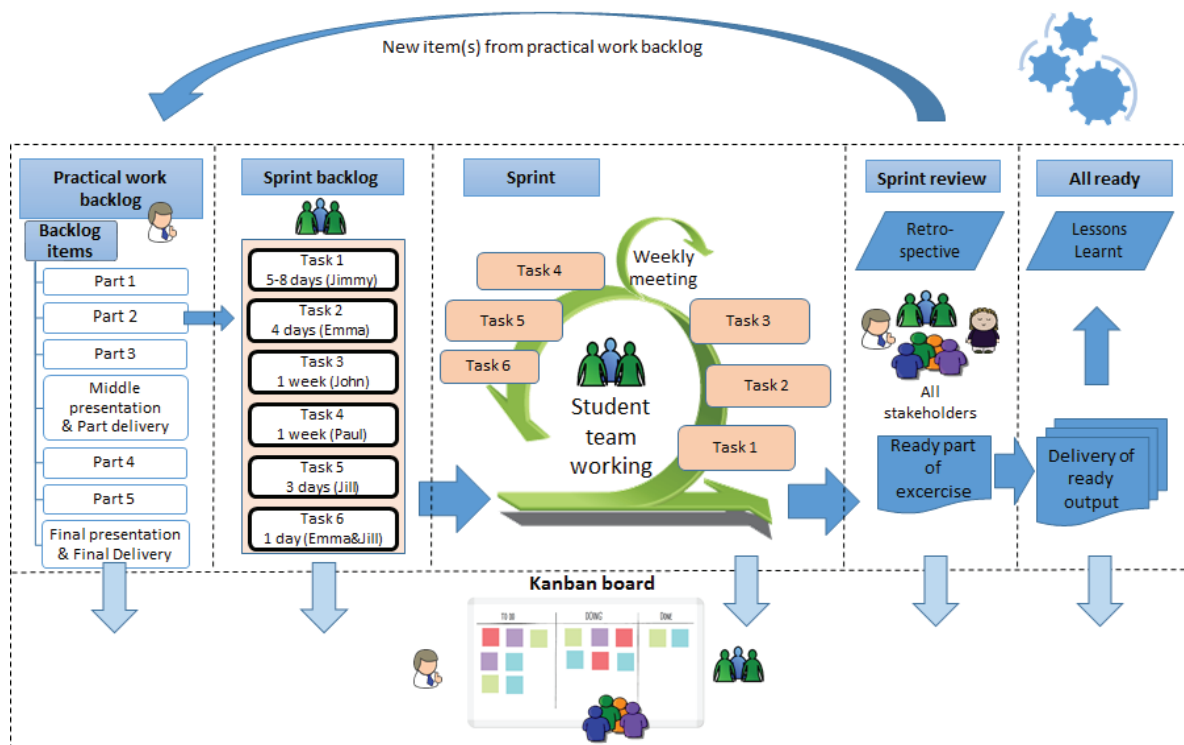 New item(s) from practical work backlog
Practical work
backlog
Backlog
items
Part 1
Part 2
Part 3
Middle
presentation
& Part delivery
Part 4
Part 5
Final presentation
& Final Delivery
Sprint backlog
Task 1
5-8 days (Jimmy)
Task 2
4 days (Emma)
Task 3
1 week (John)
Task 4
1 week (Paul)
Task 5
3 days (Jill)
Task 6
1 day (Emma&Jill)
Sprint
Weekly
meeting
Task 4
Task 5
Task 6
Task 3
Task 2
Task 1
Student
team
working
Sprint review
Retro-
spective
All
stakeholders
Ready part of
excercise
All ready
Lessons
Learnt
Delivery of
ready
output
Kanban board
TO DO
DOING
DONE